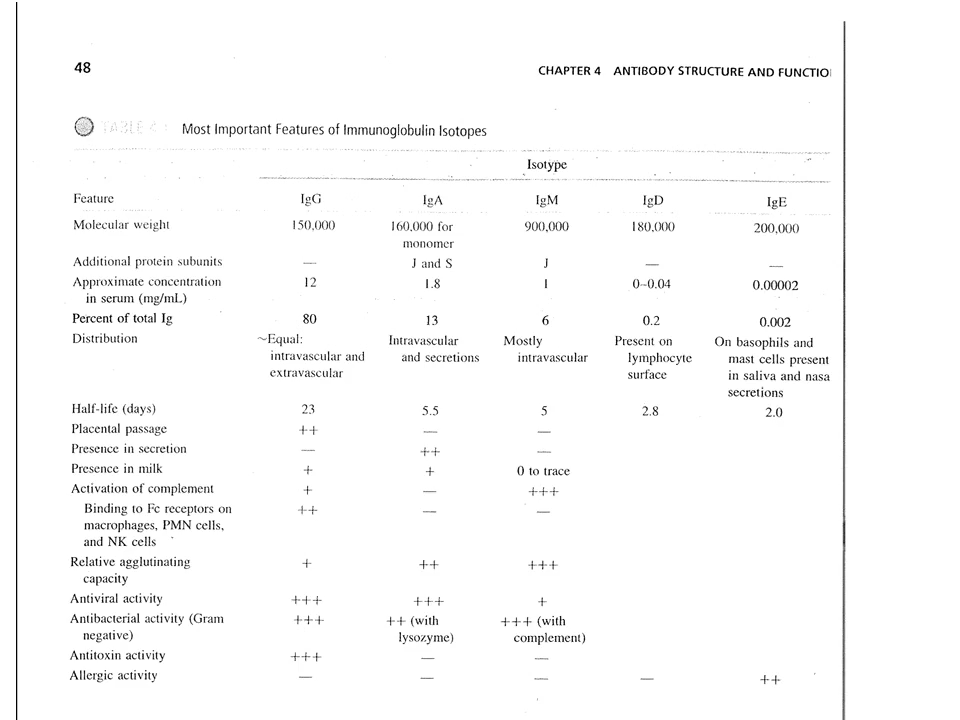 48
CHAPTER 4 ANTIBODY STRUCTURE AND FUNCTIO
TABLE 4
Most Important Features of Immunoglobulin Isotopes
Isotype
Feature IgG IgA IgM IgD IgE
Molecular weight 150,000 160,000 for 900,000 180,000 200,000
monomer
Additional protein subunits — J and S J — —
Approximate concentration 12 1.8 1 0–0.04 0.00002
in serum (mg/mL)
Percent of total Ig 80 13 6 0.2 0.002
Distribution ~Equal: Intravascular Mostly Present on On basophils and
intravascular and and secretions intravascular lymphocyte mast cells present
extravascular surface in saliva and nasa
secretions
Half-life (days) 23 5.5 5 2.8 2.0
Placental passage ++ — —
Presence in secretion — ++ —
Presence in milk + + 0 to trace
Activation of complement + — +++
Binding to Fc receptors on ++ — —
macrophages, PMN cells,
and NK cells
Relative agglutinating + ++ +++
capacity
Antiviral activity +++ +++ +
Antibacterial activity (Gram +++ ++ (with +++ (with
negative) lysozyme) complement)
Antitoxin activity +++ — —
Allergic activity — — — — ++